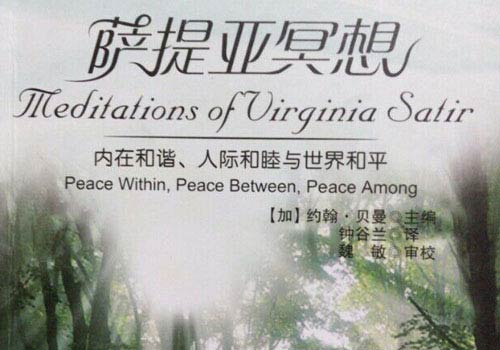 萨提亚冥想
Meditations of Virginia Satir
内在和谐、人际和睦与世界和平
Peace Within, Peace Between, Peace Among
【加】约翰·贝曼 主编
钟谷兰 译
魏 敏 审校